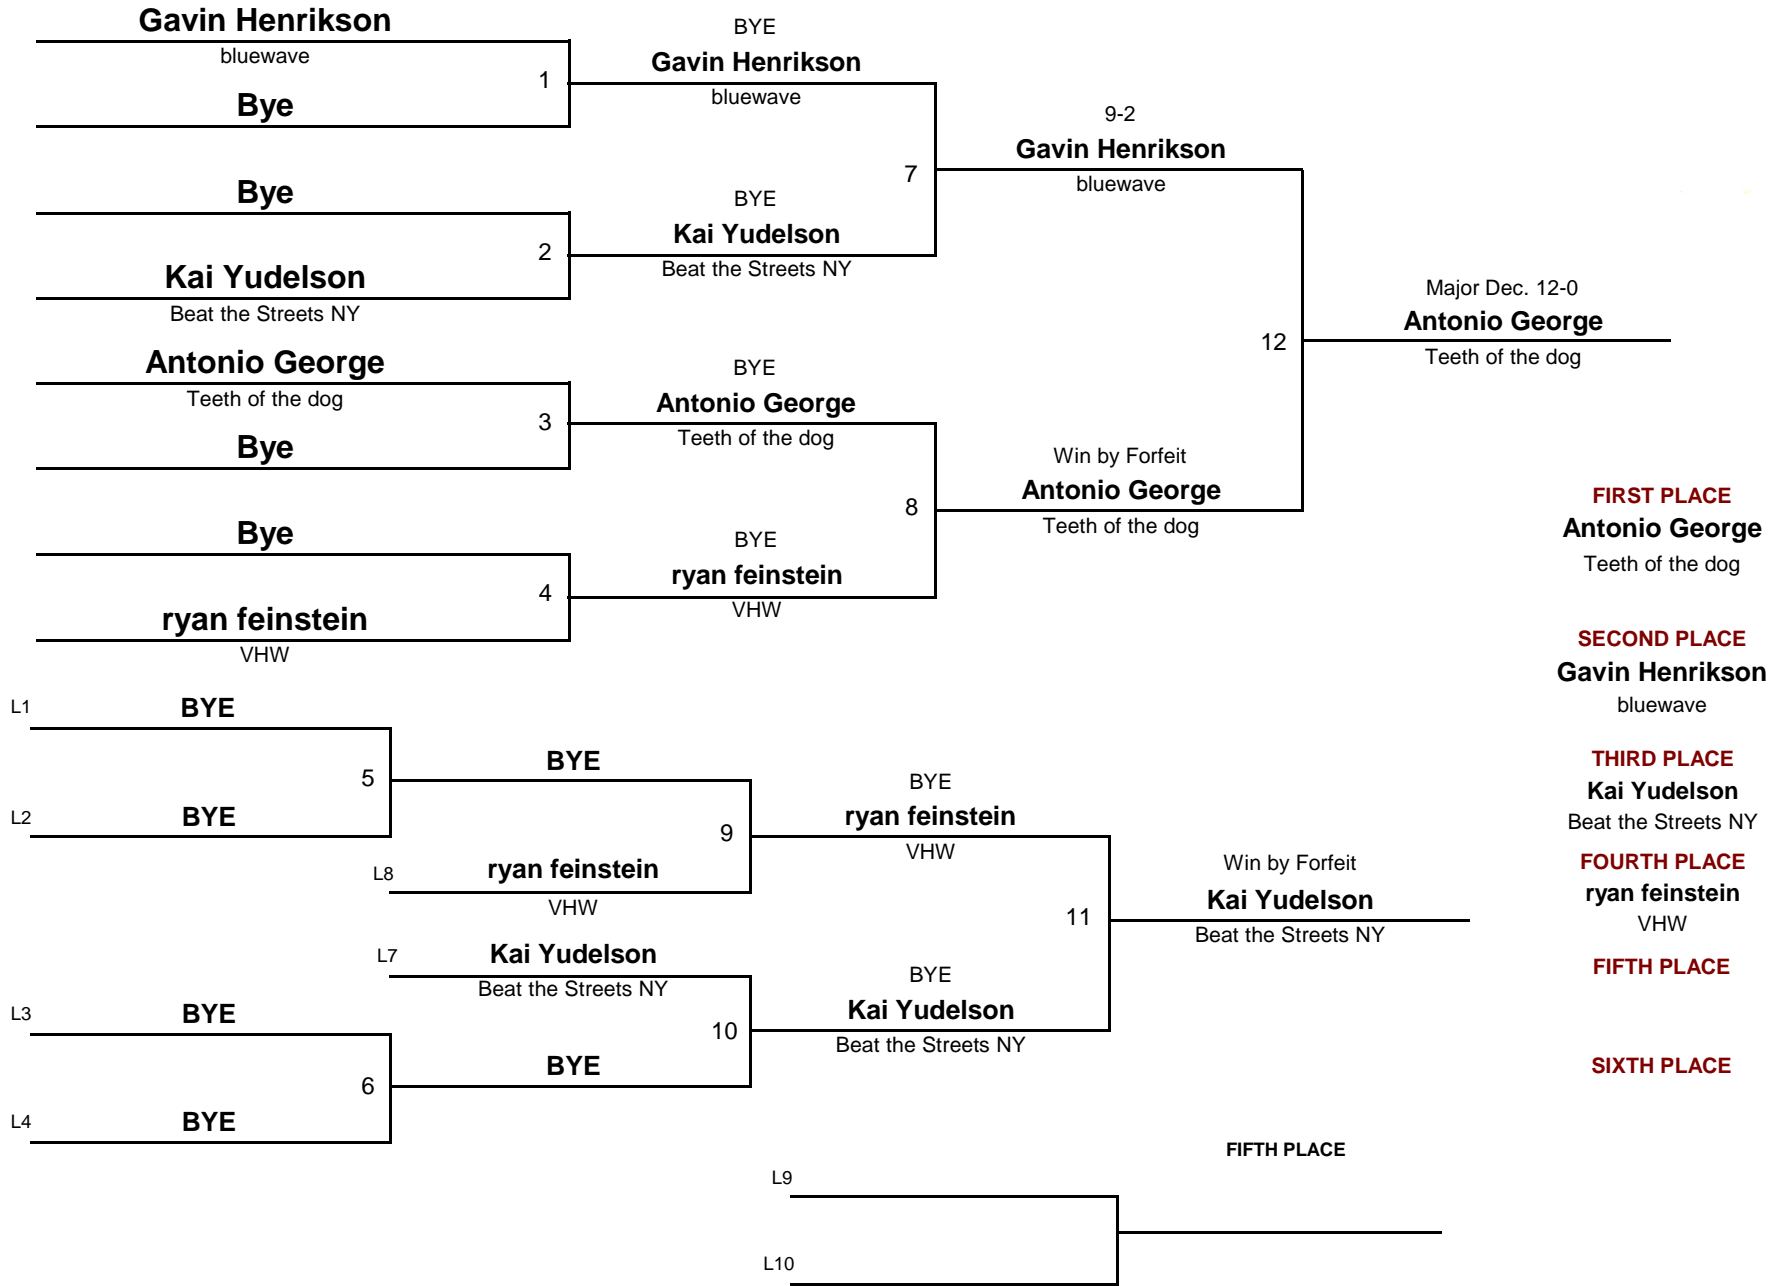 Gavin Henrikson
bluewave
1
Bye
Bye
2
Kai Yudelson
Beat the Streets NY
Antonio George
Teeth of the dog
3
Bye
Bye
4
ryan feinstein
VHW
BYE
Gavin Henrikson
bluewave
7
BYE
Kai Yudelson
Beat the Streets NY
BYE
Antonio George
Teeth of the dog
8
BYE
ryan feinstein
VHW
9-2
Gavin Henrikson
bluewave
12
Win by Forfeit
Antonio George
Teeth of the dog
Major Dec. 12-0
Antonio George
Teeth of the dog
L1
BYE
5
L2
BYE
BYE
9
L8
ryan feinstein
VHW
L7
Kai Yudelson
Beat the Streets NY
10
L3
BYE
6
BYE
L4
BYE
BYE
ryan feinstein
VHW
11
BYE
Kai Yudelson
Beat the Streets NY
Win by Forfeit
Kai Yudelson
Beat the Streets NY
FIFTH PLACE
L9
L10
FIRST PLACE
Antonio George
Teeth of the dog
SECOND PLACE
Gavin Henrikson
bluewave
THIRD PLACE
Kai Yudelson
Beat the Streets NY
FOURTH PLACE
ryan feinstein
VHW
FIFTH PLACE
SIXTH PLACE